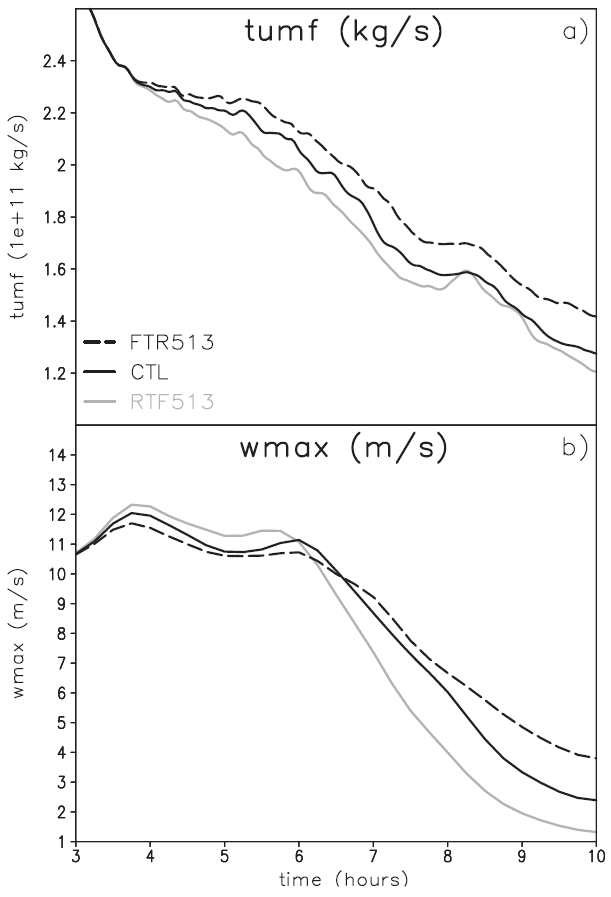 tumf (kg/s)
a)
tumf (1e+11 kg/s)
2.4
2.2
2
1.8
1.6
1.4
1.2
FTR513
CTL
RTF513
wmax (m/s)
b)
wmax (m/s)
14
13
12
11
10
9
8
7
6
5
4
3
2
1
3 4 5 6 7 8 9 10
time (hours)